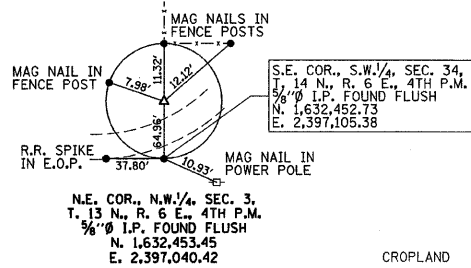 MAG NAILS IN
FENCE POSTS
11.32'
12.12'
MAG NAIL IN
FENCE POST
7.98'
S.E. COR., S.W.¼, SEC. 34,
T. 14 N., R. 6 E., 4TH P.M.
⅝"Ø I.P. FOUND FLUSH
N. 1,632,452.73
E. 2,397,105.38
64.96'
R.R. SPIKE
IN E.O.P.
37.80'
10.93'
MAG NAIL IN
POWER POLE
N.E. COR., N.W.¼, SEC. 3,
T. 13 N., R. 6 E., 4TH P.M.
⅝"Ø I.P. FOUND FLUSH
N. 1,632,453.45
E. 2,397,040.42
CROPLAND